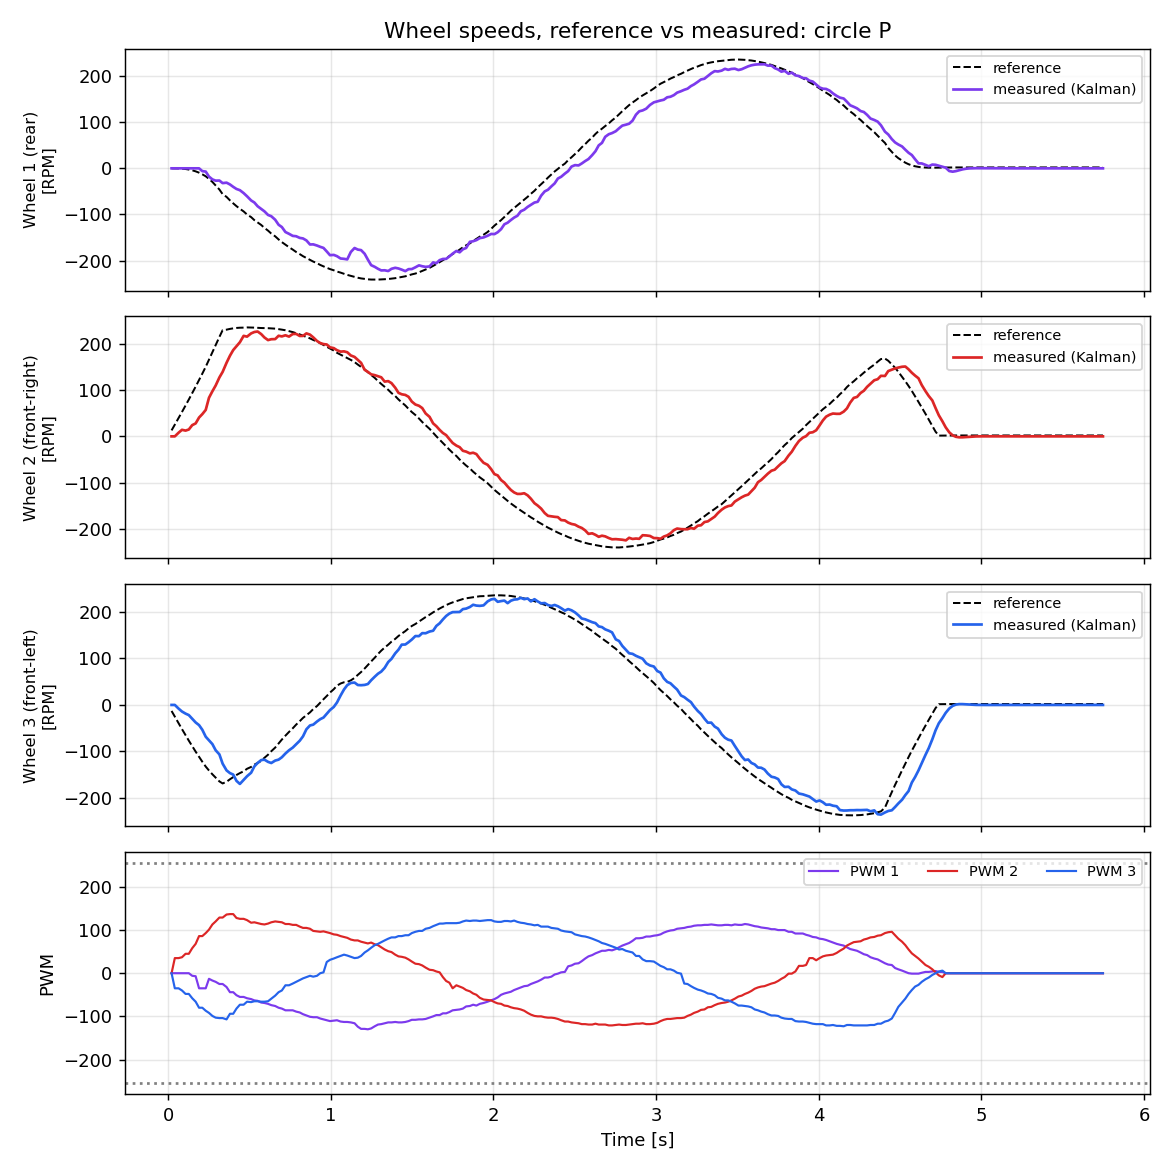 Wheel speeds, reference vs measured: circle P
Wheel 1 (rear)
[RPM]
200
100
0
−100
−200
reference
measured (Kalman)
Wheel 2 (front-right)
[RPM]
200
100
0
−100
−200
reference
measured (Kalman)
Wheel 3 (front-left)
[RPM]
200
100
0
−100
−200
reference
measured (Kalman)
PWM
200
100
0
−100
−200
PWM 1 PWM 2 PWM 3
0 1 2 3 4 5 6
Time [s]